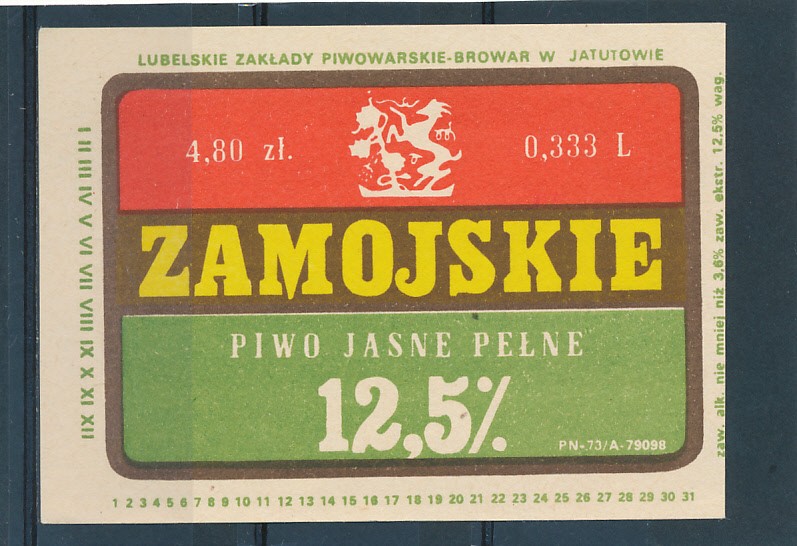 LUBELSKIE ZAKŁADY PIWOWARSKIE-BROWAR W JATUTOWIE
4,80 zł.
0,333 L
ZAMOJSKIE
PIWO JASNE PEŁNE
12,5%
PN-73/A-79098
I II III IV V VI VII VIII IX X XI XII
zaw. alk. nie mniej niż 3,6% zaw. ekstr. 12,5% wag.
1 2 3 4 5 6 7 8 9 10 11 12 13 14 15 16 17 18 19 20 21 22 23 24 25 26 27 28 29 30 31